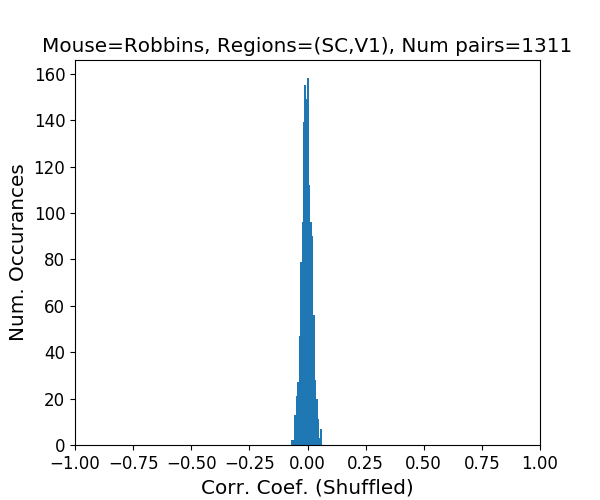 Mouse=Robbins, Regions=(SC,V1), Num pairs=1311
160
140
120
100
80
60
40
20
0
Num. Occurances
−1.00 −0.75 −0.50 −0.25 0.00 0.25 0.50 0.75 1.00
Corr. Coef. (Shuffled)